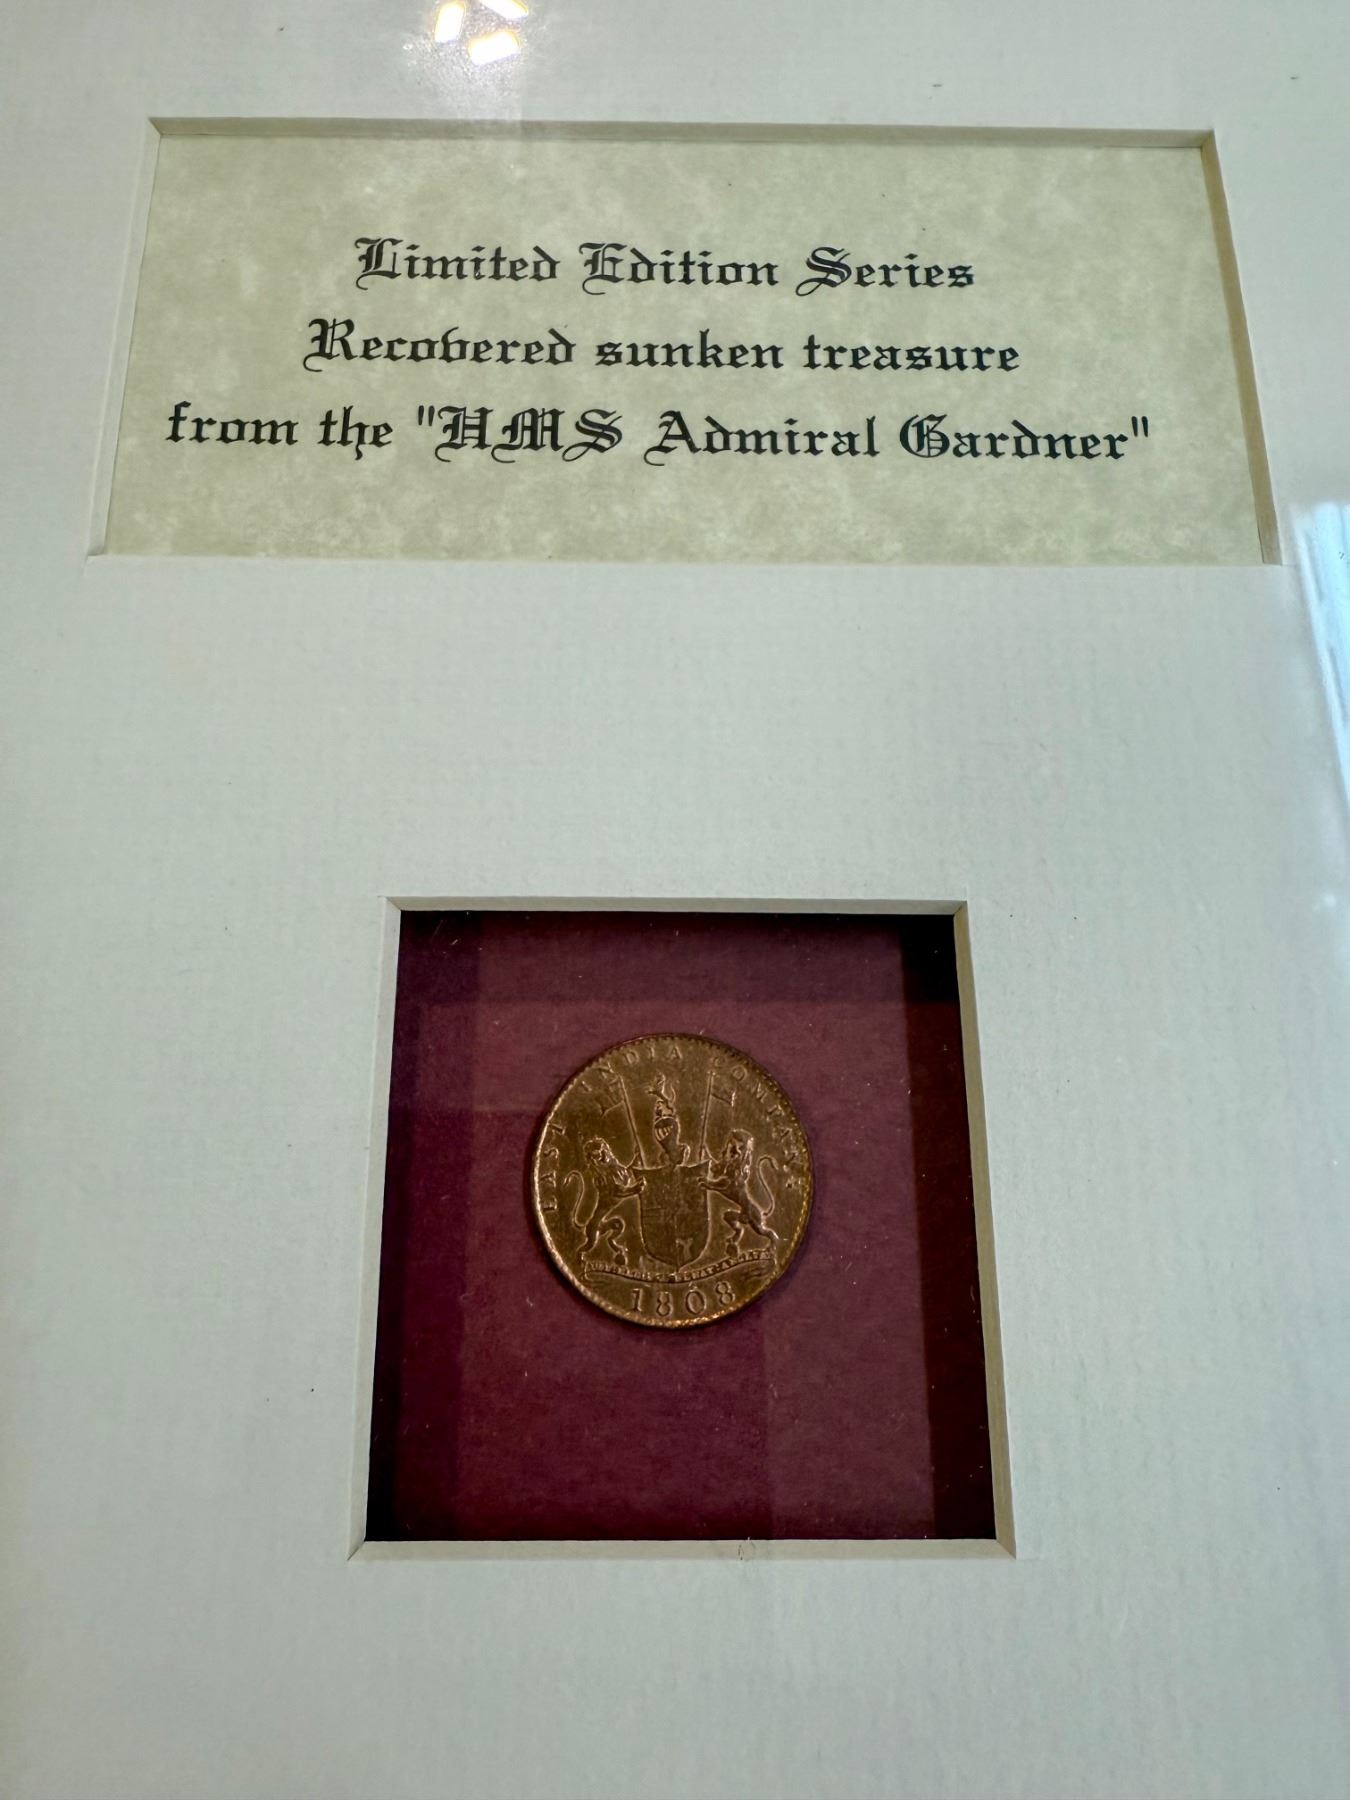 Limited Edition Series
Recovered sunken treasure
from the "HMS Admiral Gardner"
EAST INDIA COMPANY
1808